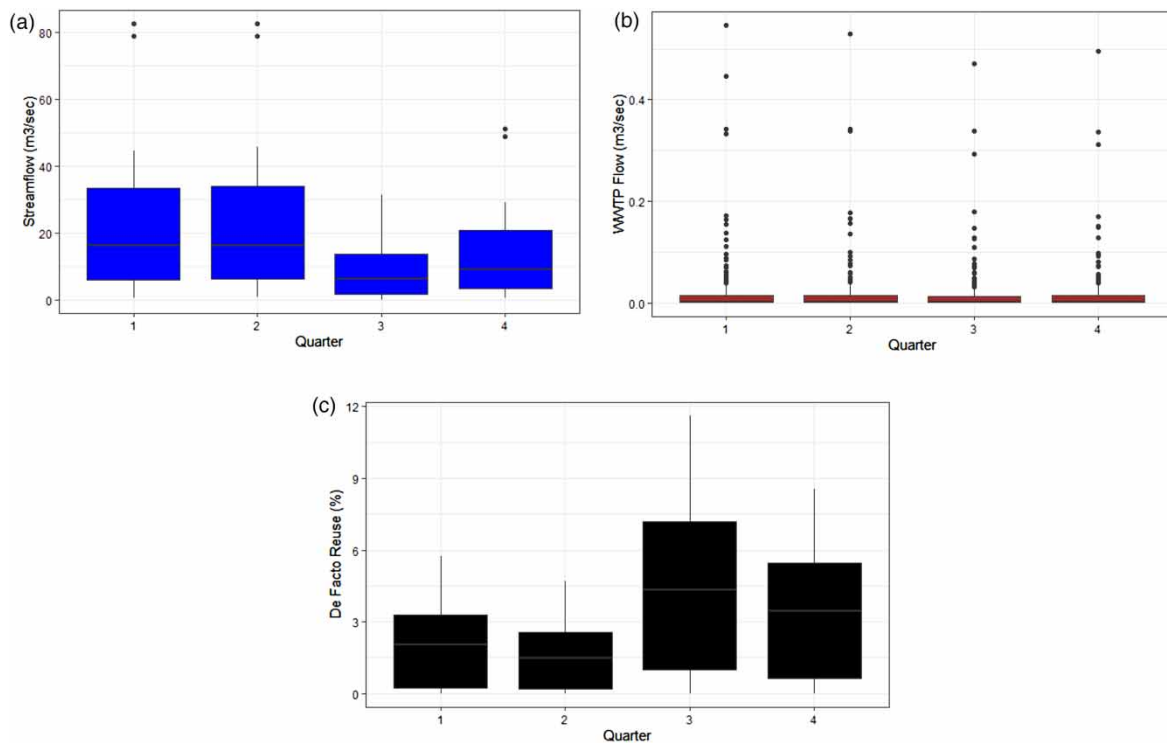 (a)
80
60
40
20
0
Streamflow (m3/sec)
1 2 3 4
Quarter
(b)
0.4
0.2
0.0
WWTP Flow (m3/sec)
1 2 3 4
Quarter
(c)
12
9
6
3
0
De Facto Reuse (%)
1 2 3 4
Quarter